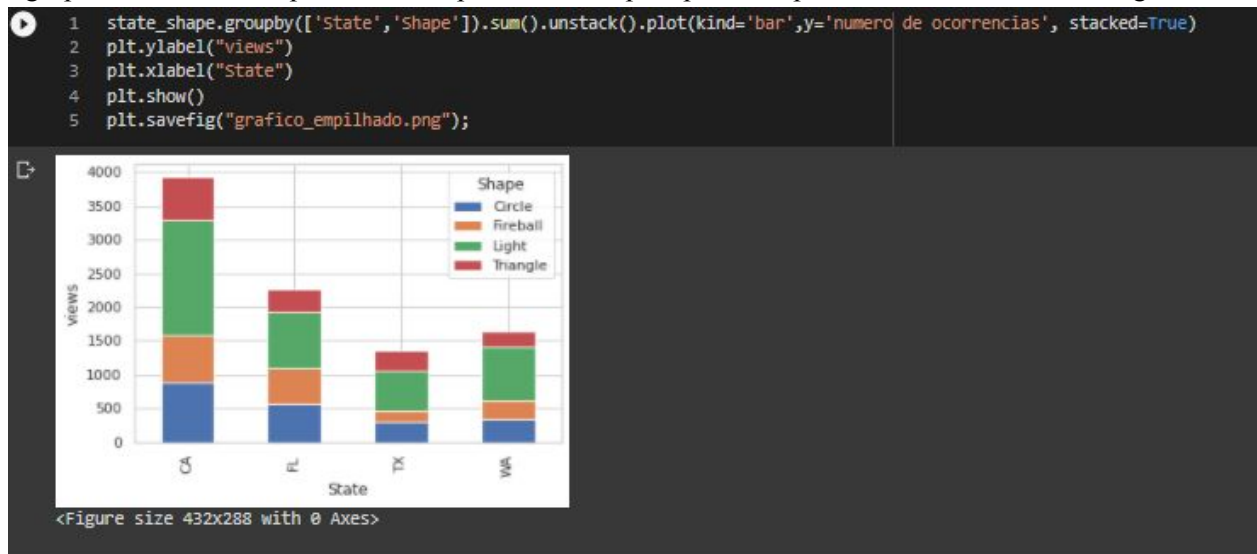 1 state_shape.groupby(['State','Shape']).sum().unstack().plot(kind='bar',y='numero de ocorrencias', stacked=True)
2 plt.ylabel("views")
3 plt.xlabel("State")
4 plt.show()
5 plt.savefig("grafico_empilhado.png");
4000
3500
3000
2500
2000
1500
1000
500
0
views
Shape
Circle
Fireball
Light
Triangle
CA FL TX WA
State
<Figure size 432x288 with 0 Axes>